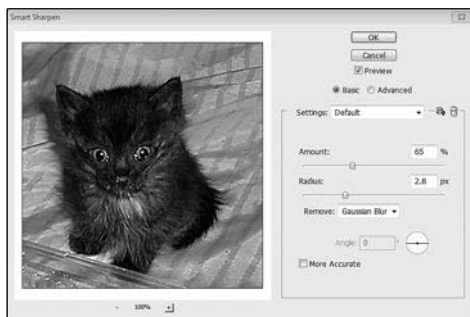 Smart Sharpen
OK
Cancel
Preview
Basic Advanced
Settings: Default
Amount: 65 %
Radius: 2.8 px
Remove: Gaussian Blur
Angle: 0 °
More Accurate
- 100% +